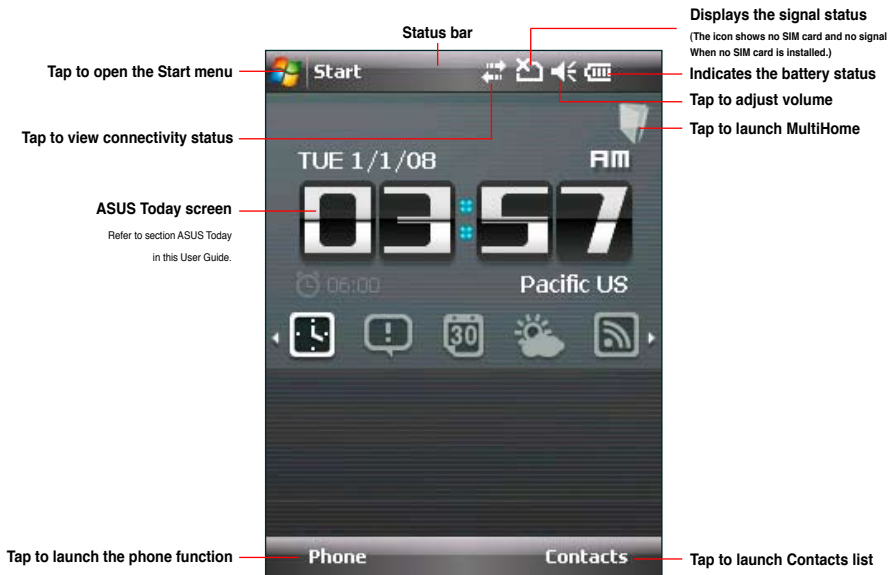 Status bar
Displays the signal status
(The icon shows no SIM card and no signal
When no SIM card is installed.)
Tap to open the Start menu
Start
Indicates the battery status
Tap to adjust volume
Tap to view connectivity status
Tap to launch MultiHome
TUE 1/1/08
AM
ASUS Today screen
Refer to section ASUS Today
in this User Guide.
03:57
06:00
Pacific US
30
Tap to launch the phone function
Phone
Contacts
Tap to launch Contacts list